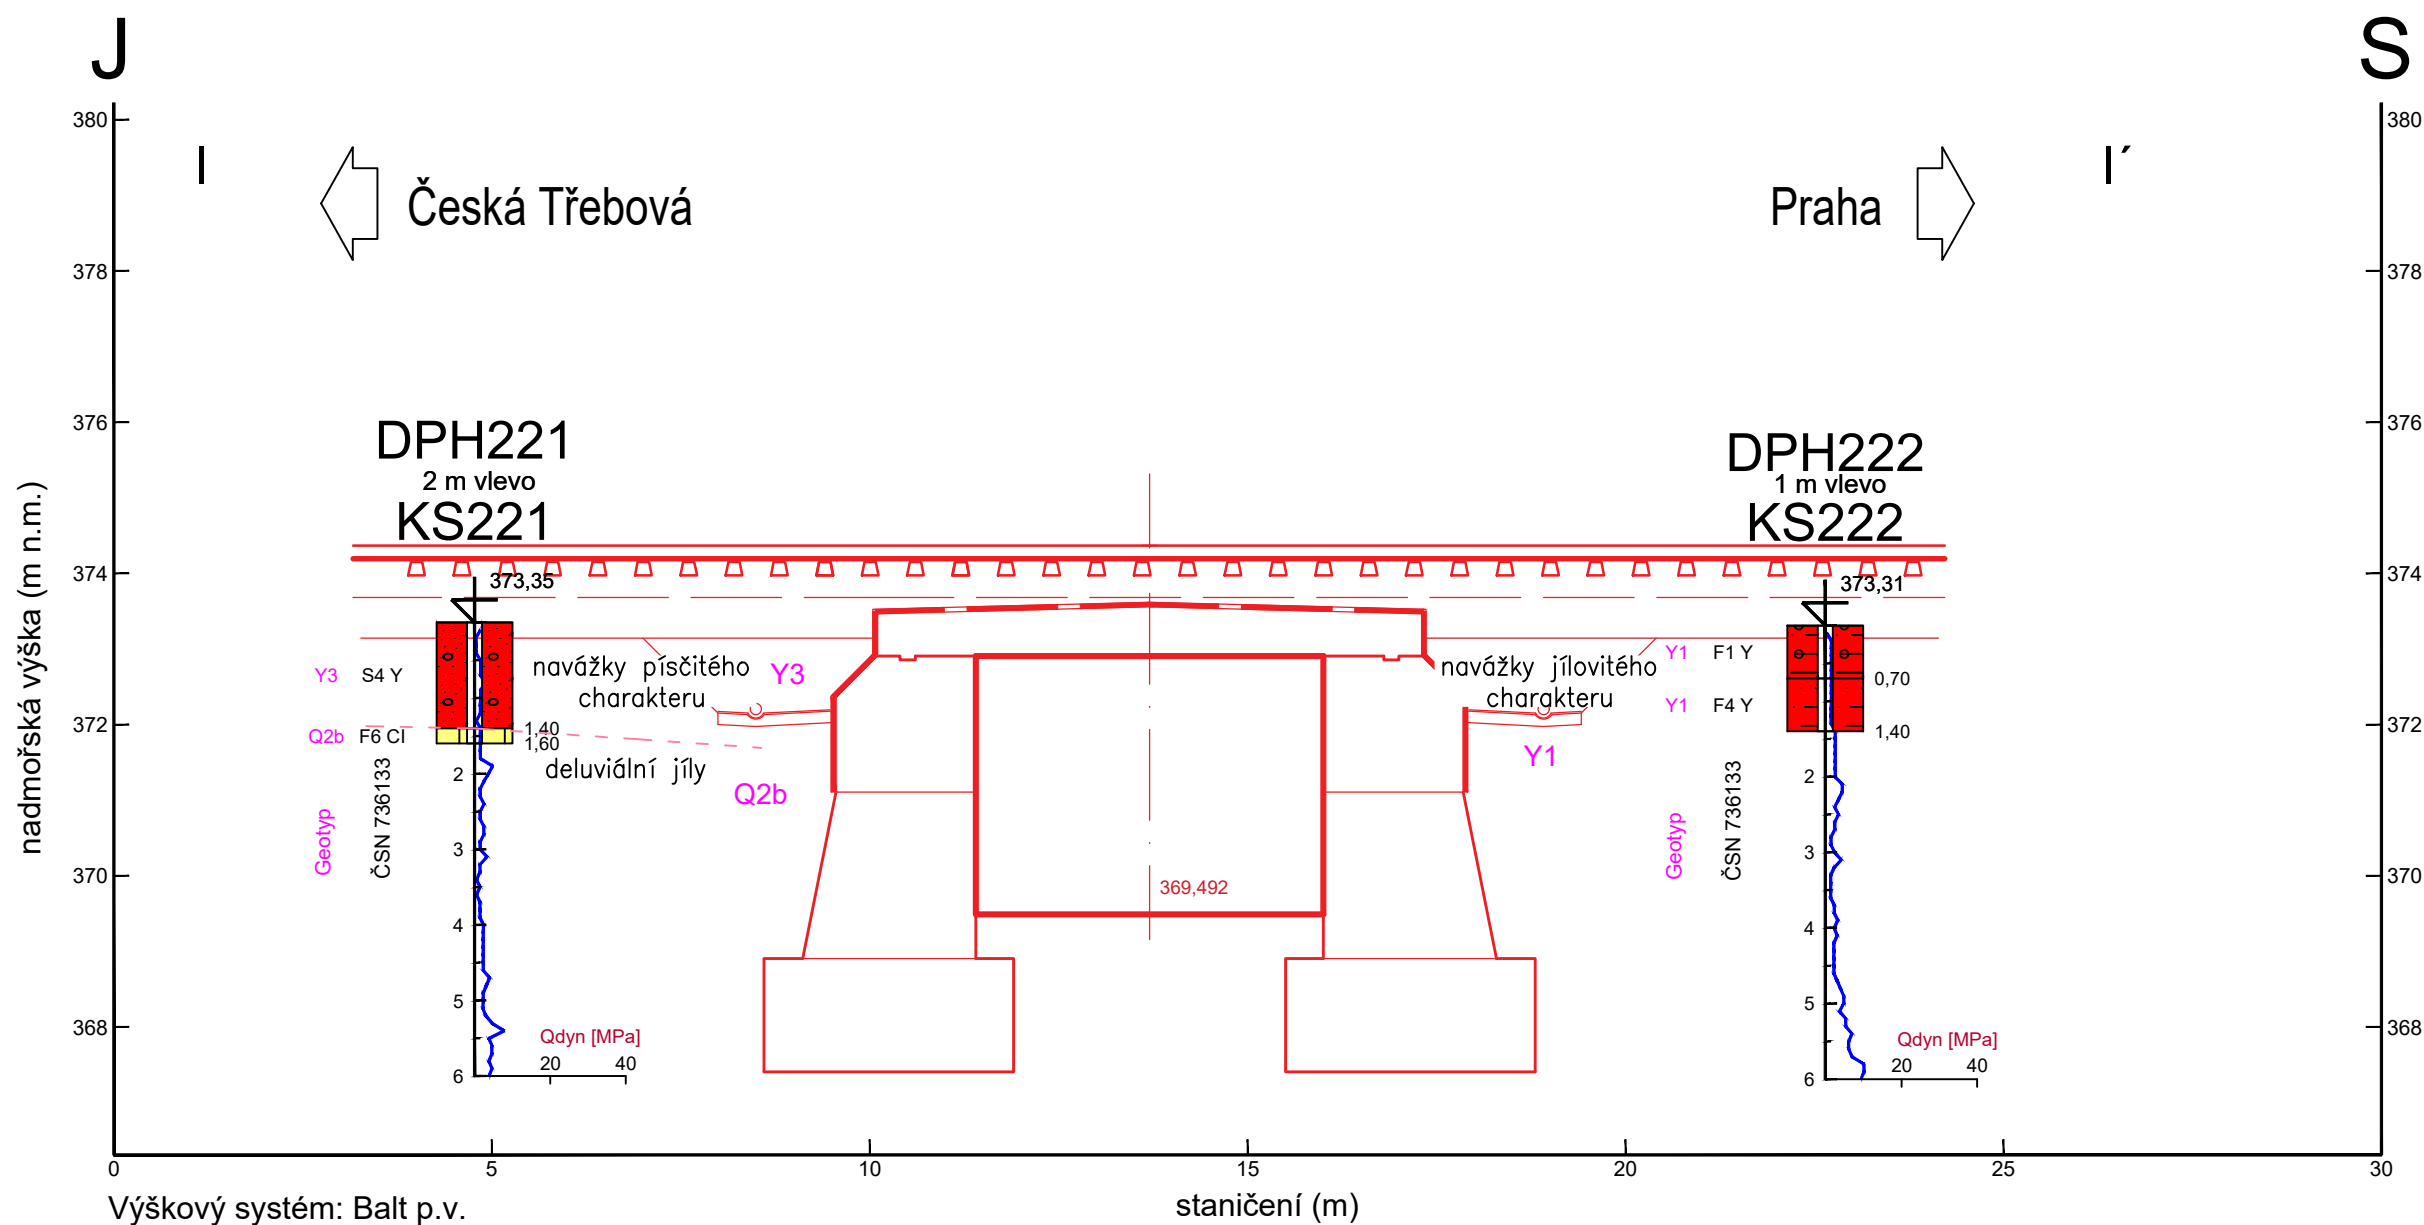 J
S
380
380
I
I´
Česká Třebová
Praha
378
378
376
376
DPH221
2 m vlevo
KS221
DPH222
1 m vlevo
KS222
374
374
373,35
373,31
nadmořská výška (m n.m.)
navážky písčitého
charakteru
Y3
navážky jílovitého
charakteru
Y1 F1 Y
0,70
Y3 S4 Y
Y1 F4 Y
372
372
1,40
1,60
1,40
Q2b F6 CI
deluviální jíly
Q2b
Y1
Geotyp
ČSN 736133
Geotyp
ČSN 736133
2
3
4
5
6
2
3
4
5
6
370
370
369,492
368
368
Qdyn [MPa]
20 40
Qdyn [MPa]
20 40
0 5 10 15 20 25 30
Výškový systém: Balt p.v.
staničení (m)